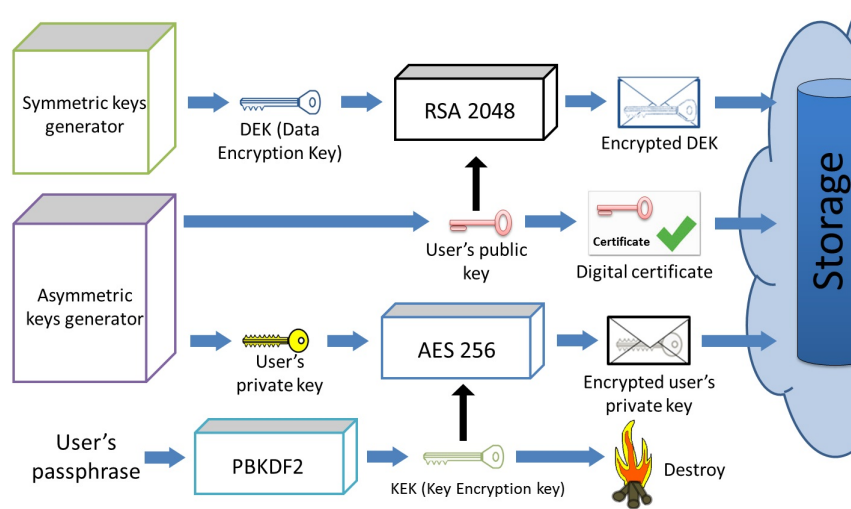 Symmetric keys
generator
DEK (Data
Encryption Key)
RSA 2048
Encrypted DEK
Asymmetric
keys generator
User's public
key
Certificate
Digital certificate
User's
private key
AES 256
Encrypted user's
private key
User's
passphrase
PBKDF2
KEK (Key Encryption key)
Destroy
Storage